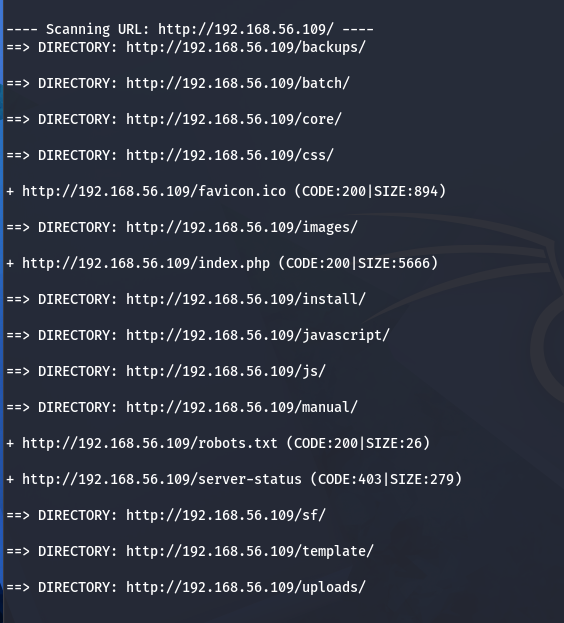 ---- Scanning URL: http://192.168.56.109/ ----
==> DIRECTORY: http://192.168.56.109/backups/
==> DIRECTORY: http://192.168.56.109/batch/
==> DIRECTORY: http://192.168.56.109/core/
==> DIRECTORY: http://192.168.56.109/css/
+ http://192.168.56.109/favicon.ico (CODE:200|SIZE:894)
==> DIRECTORY: http://192.168.56.109/images/
+ http://192.168.56.109/index.php (CODE:200|SIZE:5666)
==> DIRECTORY: http://192.168.56.109/install/
==> DIRECTORY: http://192.168.56.109/javascript/
==> DIRECTORY: http://192.168.56.109/js/
==> DIRECTORY: http://192.168.56.109/manual/
+ http://192.168.56.109/robots.txt (CODE:200|SIZE:26)
+ http://192.168.56.109/server-status (CODE:403|SIZE:279)
==> DIRECTORY: http://192.168.56.109/sf/
==> DIRECTORY: http://192.168.56.109/template/
==> DIRECTORY: http://192.168.56.109/uploads/